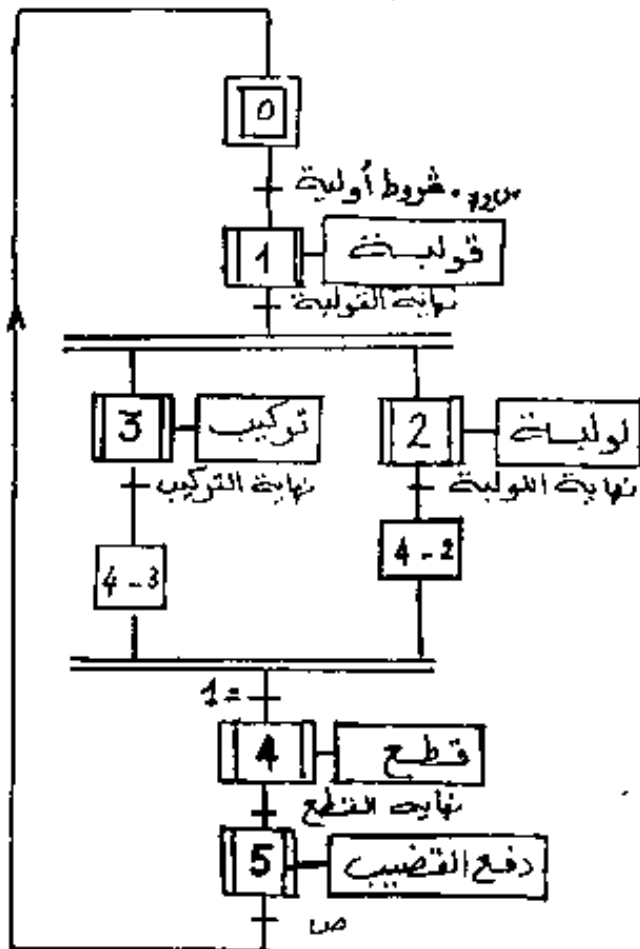 0
شروط أولية .
1 قولبة
نهاية القولبة
3 تركيب 2 لولبة
نهاية التركيب نهاية اللولبة
4-3 4-2
1=
4 قطع
نهاية القطع
5 دفع القضيب
ض